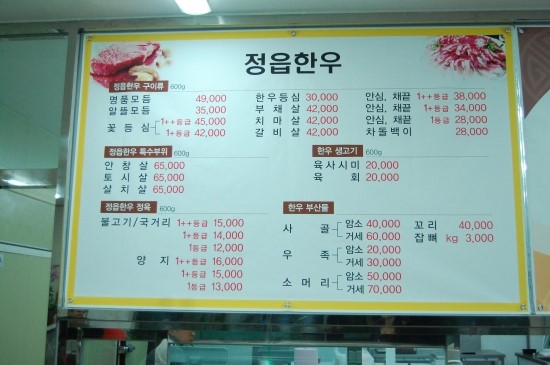 정읍한우
정읍한우 구이류 600g
명품모듬 49,000
알뜰모듬 35,000
꽃등심 1++등급 45,000
1+등급 42,000
한우등심 30,000
부채살 42,000
치마살 42,000
갈비살 42,000
안심, 채끝 1++등급 38,000
안심, 채끝 1+등급 34,000
안심, 채끝 1등급 28,000
차돌백이 28,000
정읍한우 특수부위 600g
안창살 65,000
토시살 65,000
살치살 65,000
한우 생고기 600g
육사시미 20,000
육회 20,000
정읍한우 정육 600g
불고기/국거리 1++등급 15,000
1+등급 14,000
1등급 12,000
양지 1++등급 16,000
1+등급 15,000
1등급 13,000
한우 부산물
사골 암소 40,000
거세 60,000
우족 암소 20,000
거세 30,000
소머리 암소 50,000
거세 70,000
꼬리 40,000
잡뼈 kg 3,000